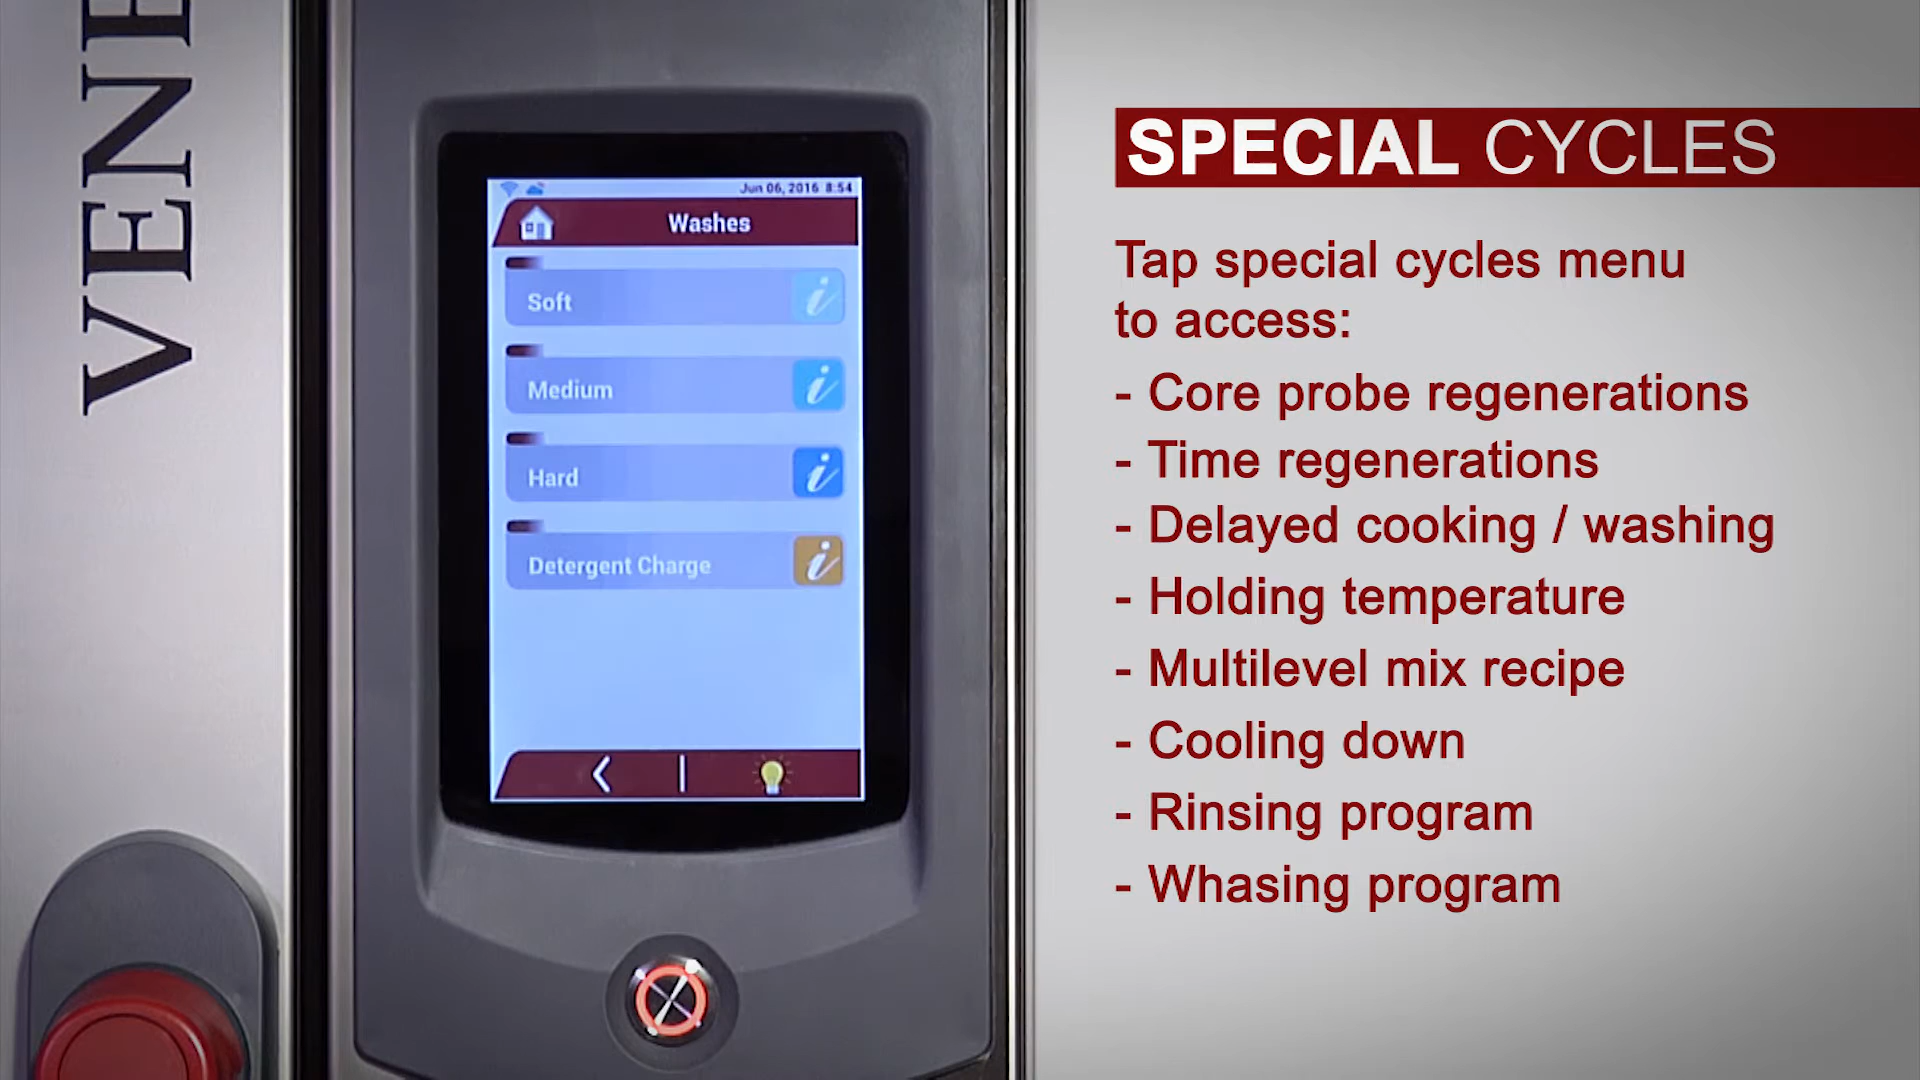 VENE
Jun 06, 2016 8:54
Washes
Soft
i
Medium
i
Hard
i
Detergent Charge
i
SPECIAL CYCLES
Tap special cycles menu
to access:
- Core probe regenerations
- Time regenerations
- Delayed cooking / washing
- Holding temperature
- Multilevel mix recipe
- Cooling down
- Rinsing program
- Whasing program